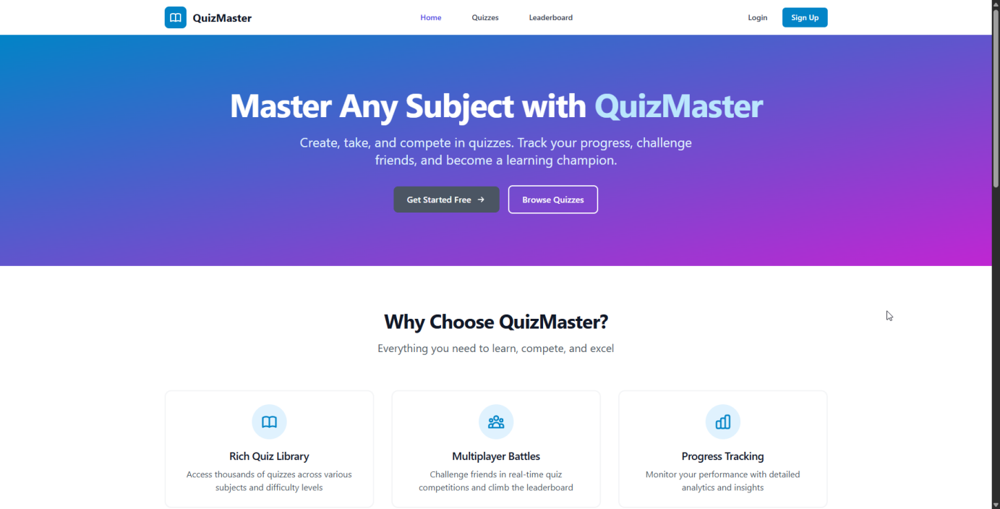 QuizMaster
Home
Quizzes
Leaderboard
Login
Sign Up
Master Any Subject with QuizMaster
Create, take, and compete in quizzes. Track your progress, challenge
friends, and become a learning champion.
Get Started Free →
Browse Quizzes
Why Choose QuizMaster?
Everything you need to learn, compete, and excel
Rich Quiz Library
Access thousands of quizzes across various
subjects and difficulty levels
Multiplayer Battles
Challenge friends in real-time quiz
competitions and climb the leaderboard
Progress Tracking
Monitor your performance with detailed
analytics and insights